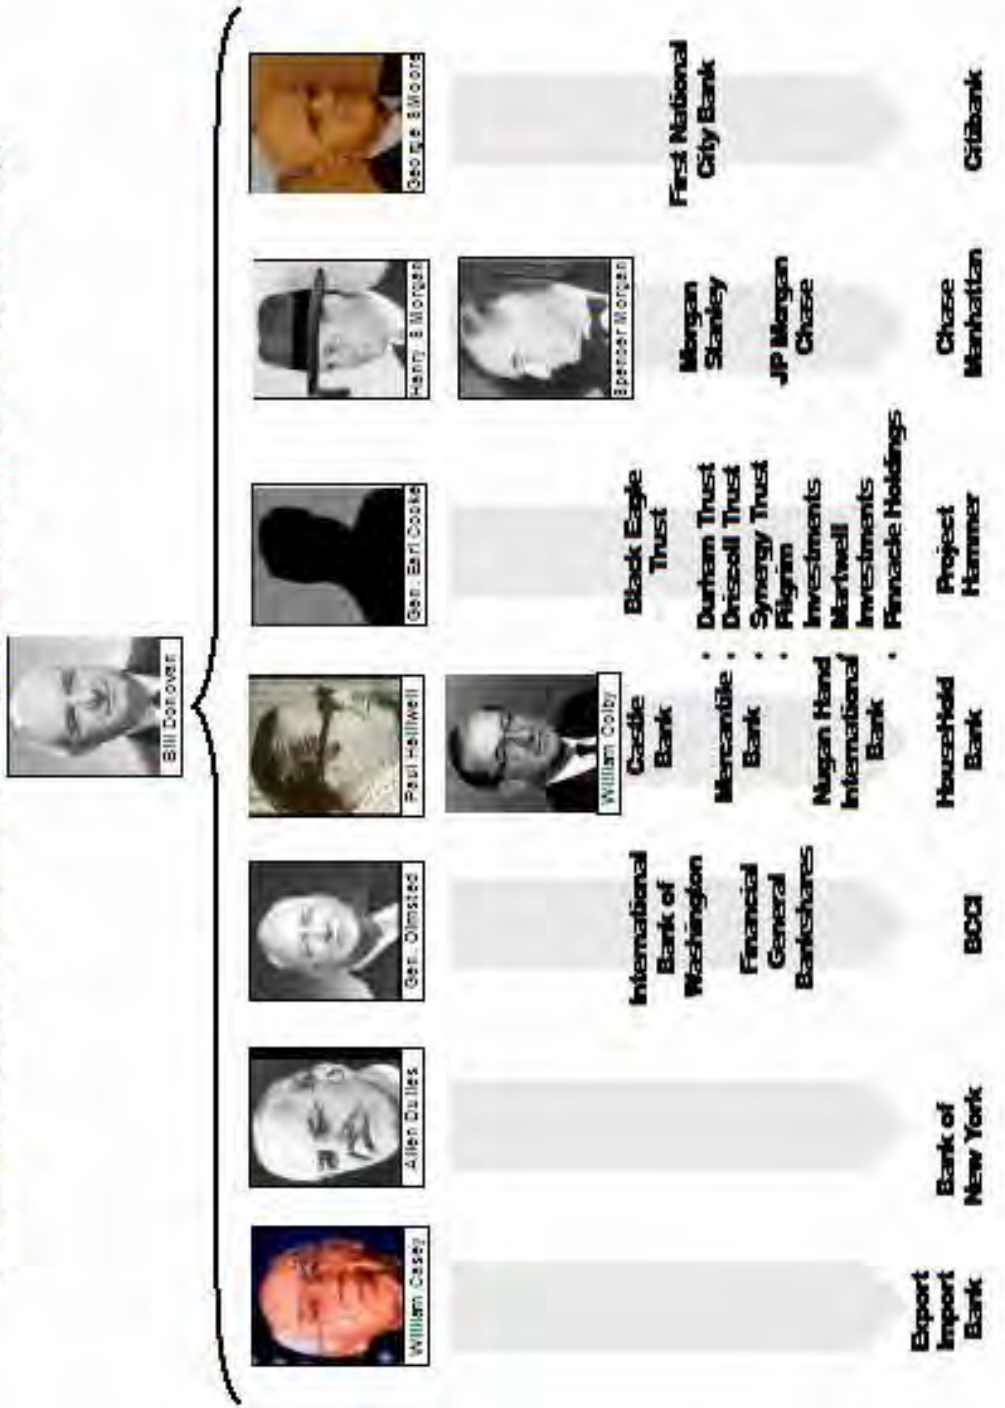 Bill Donovan
William Casey
Allen Dulles
Gen. Olmsted
Paul Helliwell
Gen. Earl Cooke
Henry S Morgan
George SMoore
William Colby
Spencer Morgan
Export
Import
Bank
Bank of
New York
International
Bank of
Washington
Financial
General
Bankshares
BCCI
Castle
Bank
Mercantile
Bank
Nugan Hand
International
Bank
HouseHold
Bank
Black Eagle
Trust
• Durham Trust
• Driscoll Trust
• Synergy Trust
• Pilgrim
Investments
• Martwell
Investments
• Pinnacle Holdings
Project
Hammer
Morgan
Stanley
JP Morgan
Chase
Chase
Manhattan
First National
City Bank
Citibank